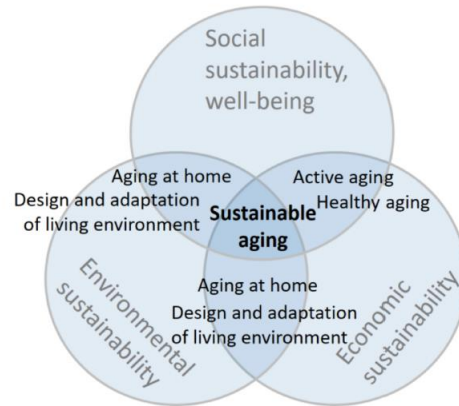 Social
sustainability,
well-being
Aging at home
Design and adaptation
of living environment
Active aging
Healthy aging
Sustainable
aging
Aging at home
Design and adaptation
of living environment
Environmental
sustainability
Economic
sustainability